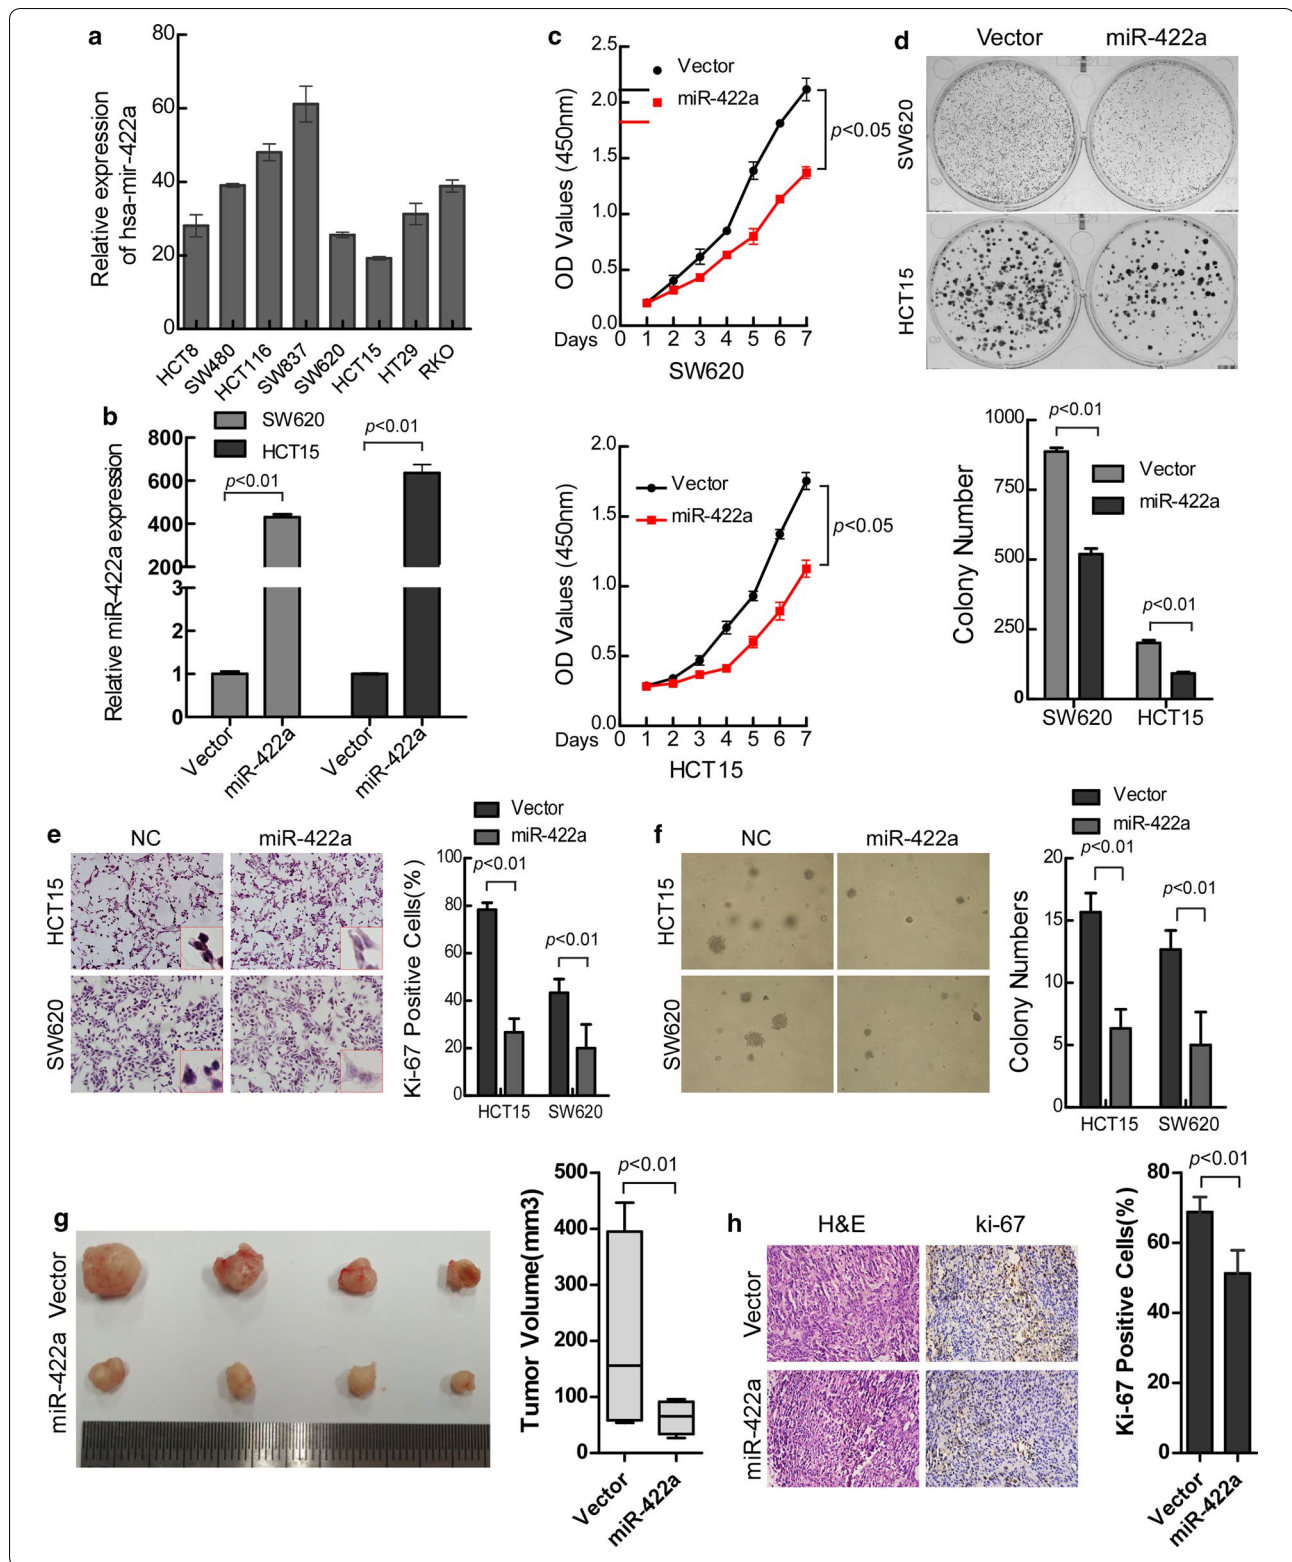 a
Relative expression
of hsa-mir-422a
80
60
40
20
0
HCT8
SW480
HCT116
SW837
SW620
HCT15
HT29
RKO
b
SW620
HCT15
Relative miR-422a expression
800
600
400
200
3
2
1
0
p<0.01
p<0.01
Vector
miR-422a
Vector
miR-422a
c
OD Values (450nm)
2.5
2.0
1.5
1.0
0.5
0.0
Vector
miR-422a
p<0.05
Days 0 1 2 3 4 5 6 7
SW620
OD Values (450nm)
2.0
1.5
1.0
0.5
0.0
Vector
miR-422a
p<0.05
Days 0 1 2 3 4 5 6 7
HCT15
d
Vector miR-422a
SW620
HCT15
Colony Number
1000
750
500
250
0
p<0.01
Vector
miR-422a
p<0.01
SW620 HCT15
e
NC miR-422a
HCT15
SW620
Vector
miR-422a
Ki-67 Positive Cells(%)
100
80
60
40
20
0
p<0.01
p<0.01
HCT15 SW620
f
NC miR-422a
HCT15
SW620
Vector
miR-422a
Colony Numbers
20
15
10
5
0
p<0.01
p<0.01
HCT15 SW620
g
Vector
miR-422a
Tumor Volume(mm3)
500
400
300
200
100
0
p<0.01
Vector
miR-422a
h
H&E ki-67
Vector
miR-422a
Ki-67 Positive Cells(%)
80
60
40
20
0
p<0.01
Vector
miR-422a